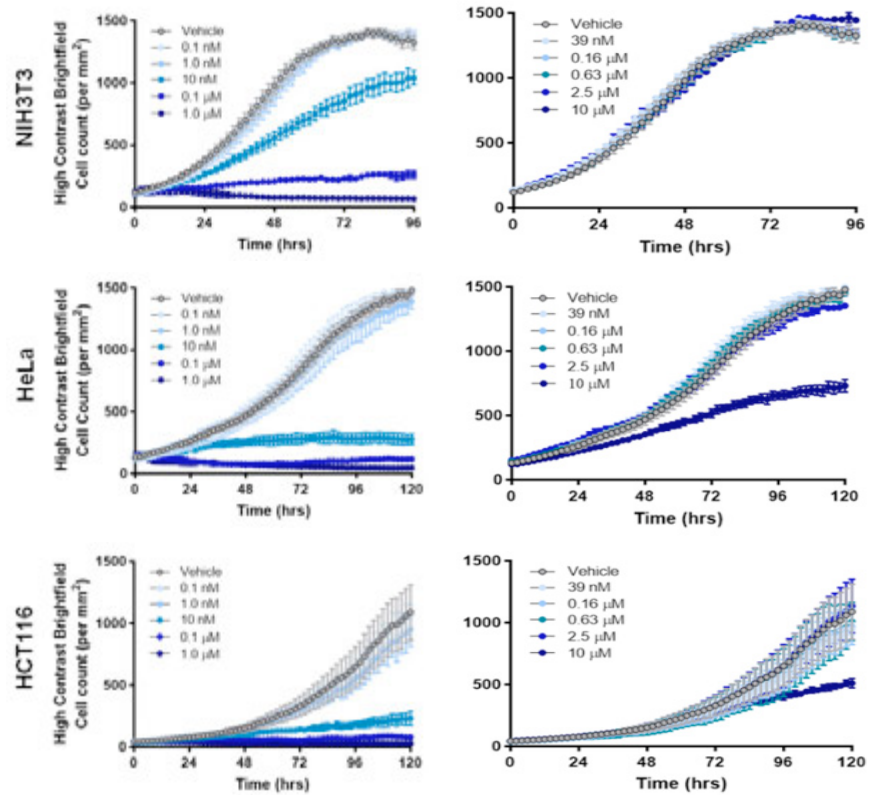 NIH3T3
High Contrast Brightfield
Cell count (per mm²)
1500
1000
500
0
Vehicle
0.1 nM
1.0 nM
10 nM
0.1 µM
1.0 µM
0
24
48
72
96
Time (hrs)
1500
1000
500
0
Vehicle
39 nM
0.16 µM
0.63 µM
2.5 µM
10 µM
0
24
48
72
96
Time (hrs)
HeLa
High Contrast Brightfield
Cell Count (per mm²)
1500
1000
500
0
Vehicle
0.1 nM
1.0 nM
10 nM
0.1 µM
1.0 µM
0
24
48
72
96
120
Time (hrs)
1500
1000
500
0
Vehicle
39 nM
0.16 µM
0.63 µM
2.5 µM
10 µM
0
24
48
72
96
120
Time (hrs)
HCT116
High Contrast Brightfield
Cell count (per mm²)
1500
1000
500
0
Vehicle
0.1 nM
1.0 nM
10 nM
0.1 µM
1.0 µM
0
24
48
72
96
120
Time (hrs)
1500
1000
500
0
Vehicle
39 nM
0.16 µM
0.63 µM
2.5 µM
10 µM
0
24
48
72
96
120
Time (hrs)